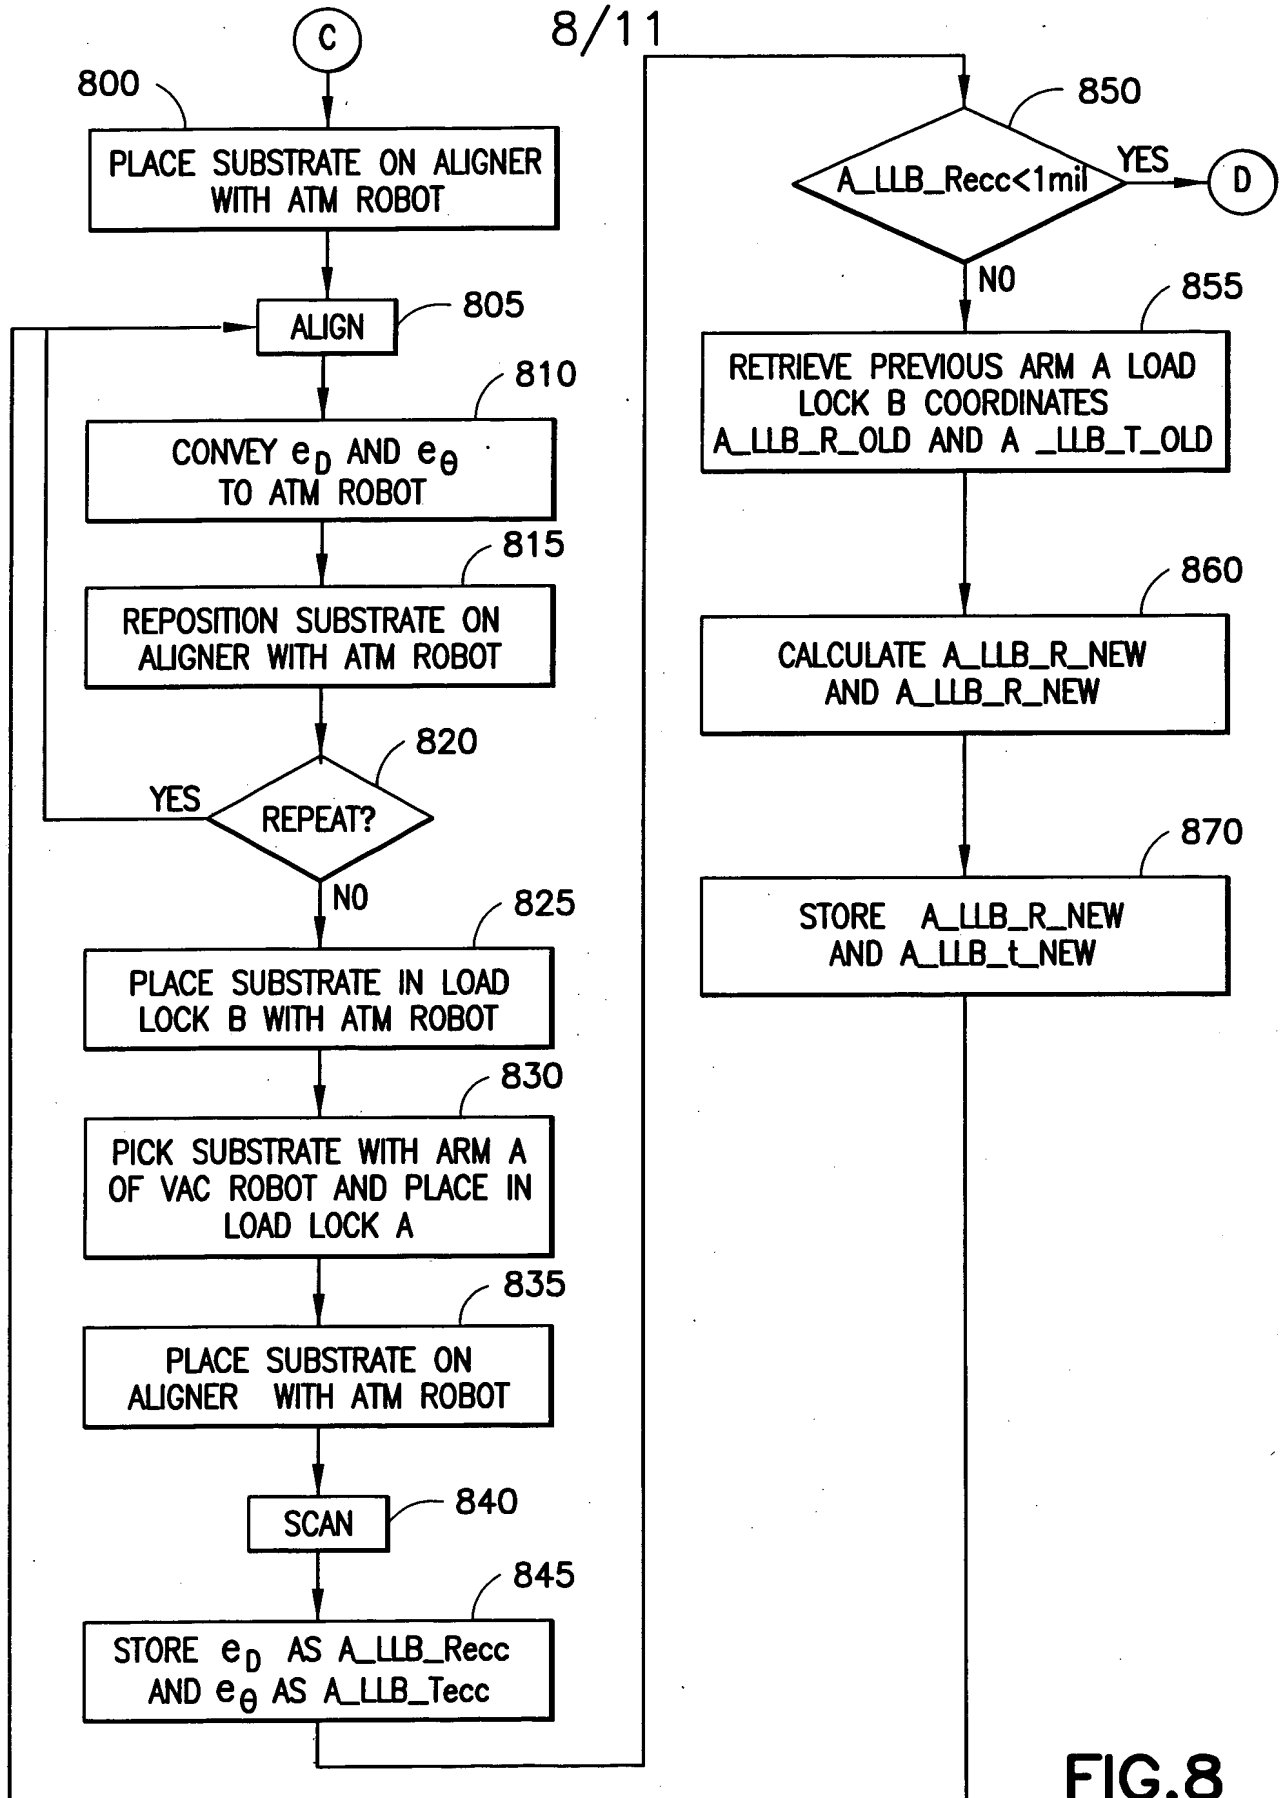 8/11
C
800
PLACE SUBSTRATE ON ALIGNER
WITH ATM ROBOT
805
ALIGN
810
CONVEY eD AND eθ
TO ATM ROBOT
815
REPOSITION SUBSTRATE ON
ALIGNER WITH ATM ROBOT
820
YES
REPEAT?
NO
825
PLACE SUBSTRATE IN LOAD
LOCK B WITH ATM ROBOT
830
PICK SUBSTRATE WITH ARM A
OF VAC ROBOT AND PLACE IN
LOAD LOCK A
835
PLACE SUBSTRATE ON
ALIGNER WITH ATM ROBOT
840
SCAN
845
STORE eD AS A_LLB_Recc
AND eθ AS A_LLB_Tecc
850
A_LLB_Recc<1mil
YES
D
NO
855
RETRIEVE PREVIOUS ARM A LOAD
LOCK B COORDINATES
A_LLB_R_OLD AND A _LLB_T_OLD
860
CALCULATE A_LLB_R_NEW
AND A_LLB_R_NEW
870
STORE A_LLB_R_NEW
AND A_LLB_t_NEW
FIG.8